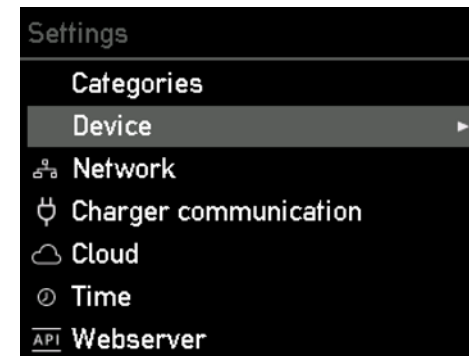 Settings
Categories
Device
Network
Charger communication
Cloud
Time
API Webserver